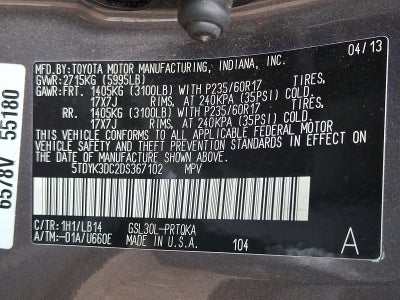 MFD.BY:TOYOTA MOTOR MANUFACTURING, INDIANA, INC.
GVWR: 2715KG (5995LB) 04/13
GAWR:FRT. 1405KG (3100LB) WITH P235/60R17 TIRES,
17X7J RIMS, AT 240KPA (35PSI) COLD
RR. 1405KG (3100LB) WITH P235/60R17 TIRES,
17X7J RIMS, AT 240KPA (35PSI) COLD
THIS VEHICLE CONFORMS TO ALL APPLICABLE
FEDERAL MOTOR VEHICLE SAFETY AND THEFT
PREVENTION STANDARDS IN EFFECT ON THE
DATE OF MANUFACTURE SHOWN ABOVE.
5TDYK3DC2DS367102 MPV
C/TR: 1H1/LB14 GSL30L-PRTQKA
A/TM: -01A/U660E
MADE IN U.S.A. 104 A
6578V 55180